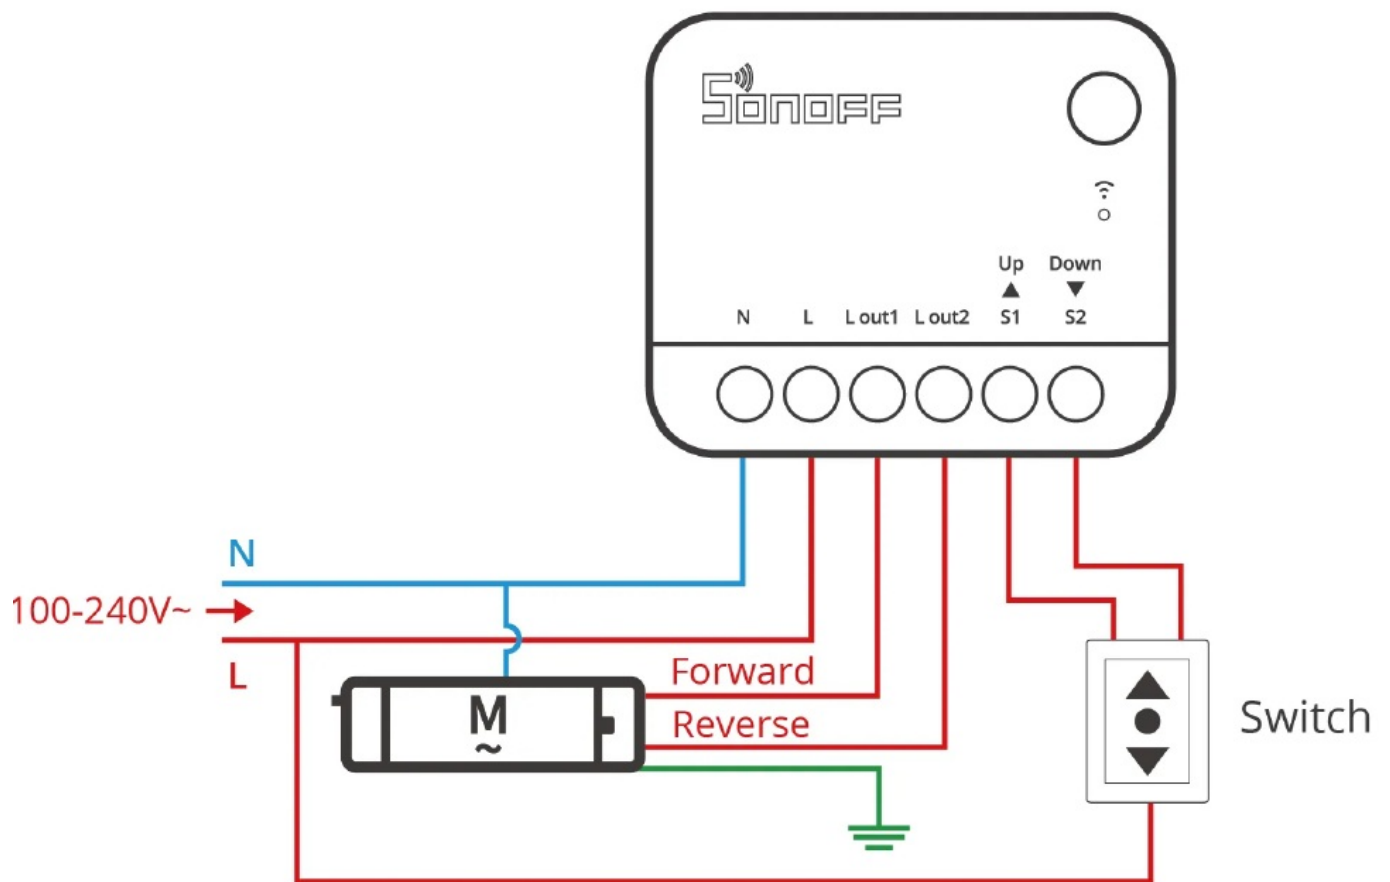 SONOFF
Up Down
▲ ▼
N L L out1 L out2 S1 S2
N
100-240V~
L
Forward
M
~
Reverse
Switch